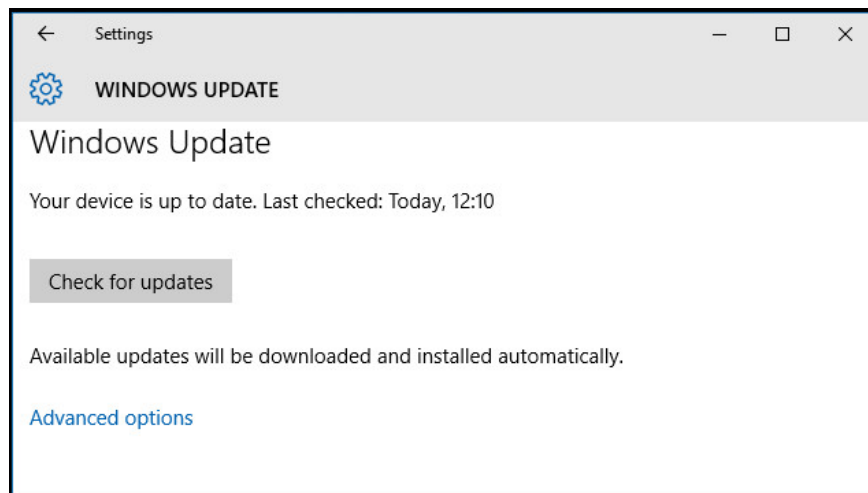 Settings
WINDOWS UPDATE
Windows Update
Your device is up to date. Last checked: Today, 12:10
Check for updates
Available updates will be downloaded and installed automatically.
Advanced options